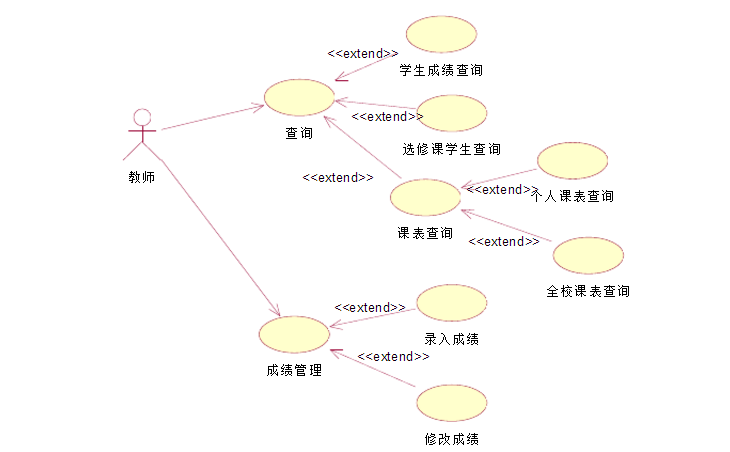 <<extend>>
学生成绩查询
<<extend>>
查询
选修课学生查询
教师
<<extend>>
<<extend>>
个人课表查询
课表查询
<<extend>>
全校课表查询
<<extend>>
录入成绩
<<extend>>
成绩管理
修改成绩